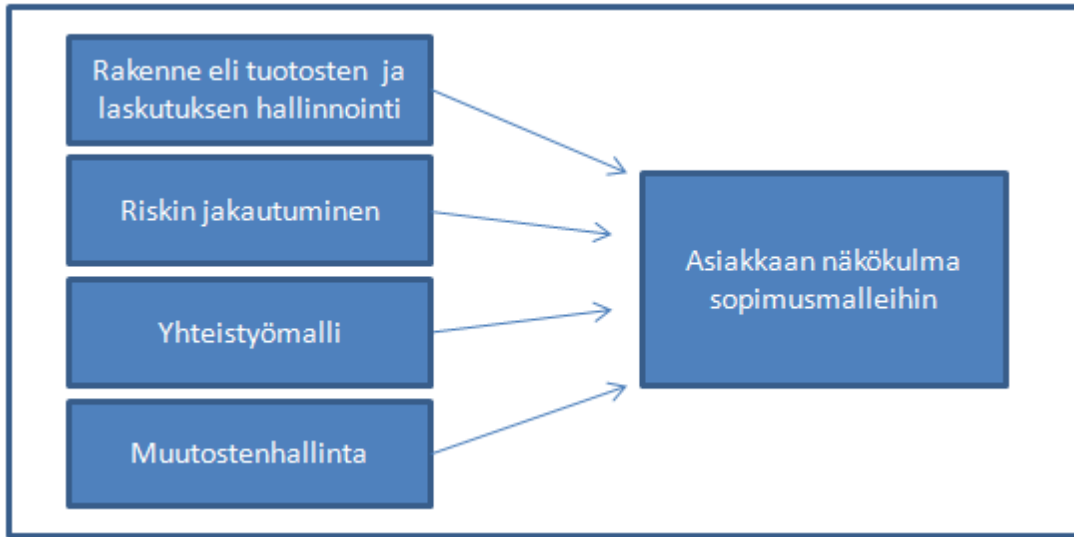 Rakenne eli tuotosten ja
laskutuksen hallinnointi
Riskin jakautuminen
Yhteistyömalli
Muutostenhallinta
Asiakkaan näkökulma
sopimusmalleihin